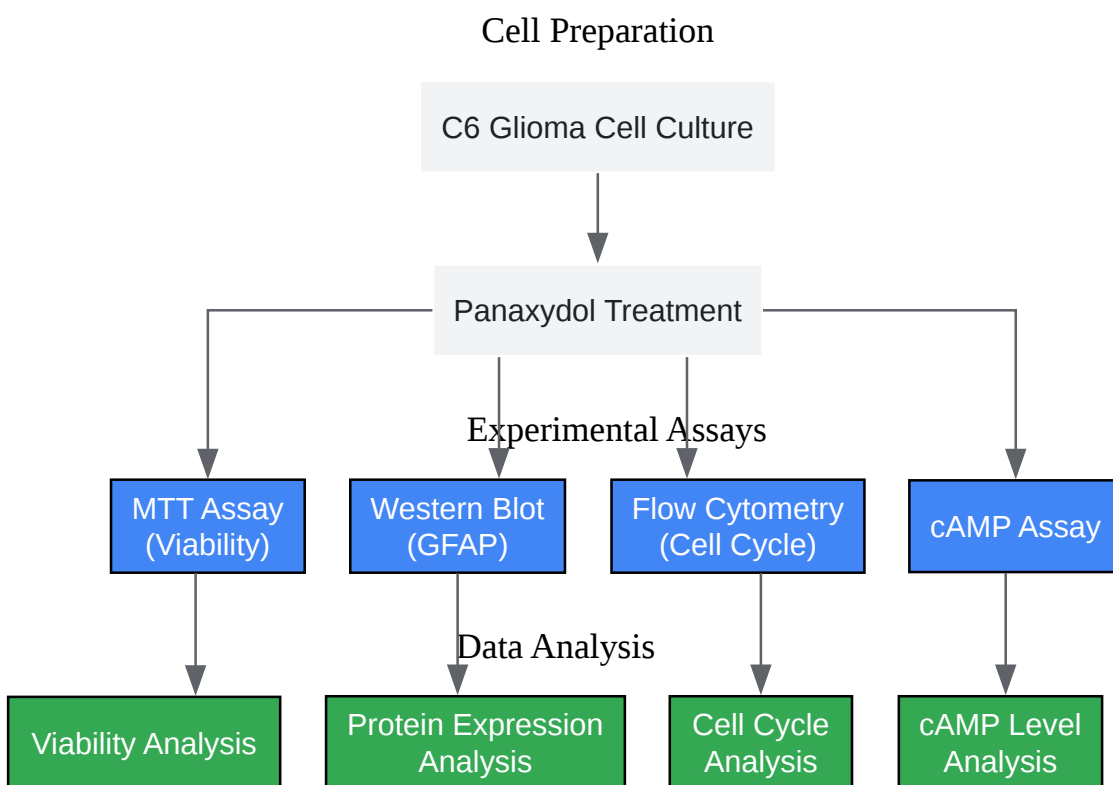 Cell Preparation
C6 Glioma Cell Culture
Panaxydol Treatment
Experimental Assays
MTT Assay
(Viability)
Western Blot
(GFAP)
Flow Cytometry
(Cell Cycle)
cAMP Assay
Data Analysis
Viability Analysis
Protein Expression
Analysis
Cell Cycle
Analysis
cAMP Level
Analysis